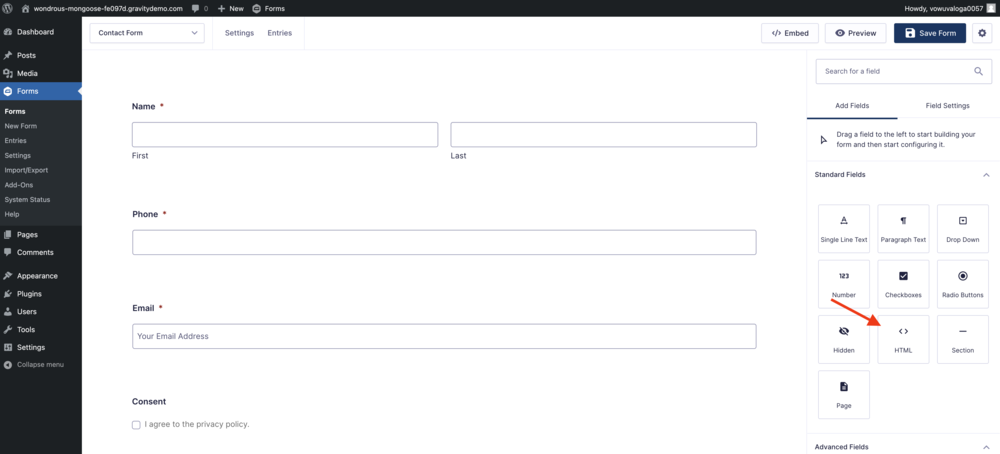 wondrous-mongoose-fe097d.gravitydemo.com 0 New Forms Howdy, vowuvaloga0057
Dashboard
Posts
Media
Forms
Forms
New Form
Entries
Settings
Import/Export
Add-Ons
System Status
Help
Pages
Comments
Appearance
Plugins
Users
Tools
Settings
Collapse menu
Contact Form Settings Entries Embed Preview Save Form
Name *
First Last
Phone *
Email *
Your Email Address
Consent
I agree to the privacy policy.
Search for a field
Add Fields Field Settings
Drag a field to the left to start building your
form and then start configuring it.
Standard Fields
Single Line Text Paragraph Text Drop Down
123
Number Checkboxes Radio Buttons
Hidden HTML Section
Page
Advanced Fields